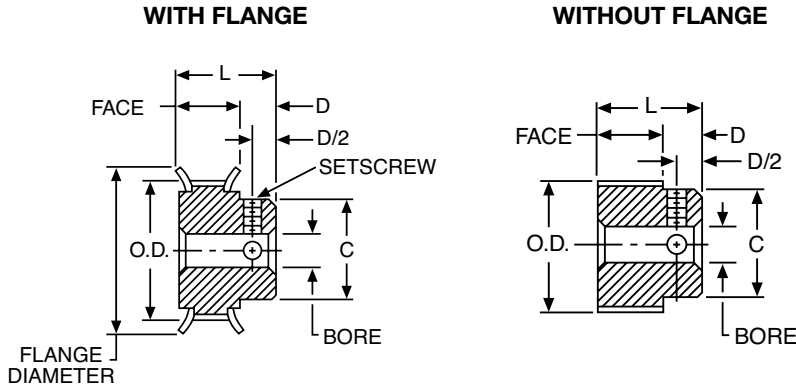 WITH FLANGE
L
FACE
D
D/2
SETSCREW
O.D.
C
BORE
FLANGE
DIAMETER
WITHOUT FLANGE
L
FACE
D
D/2
O.D.
C
BORE